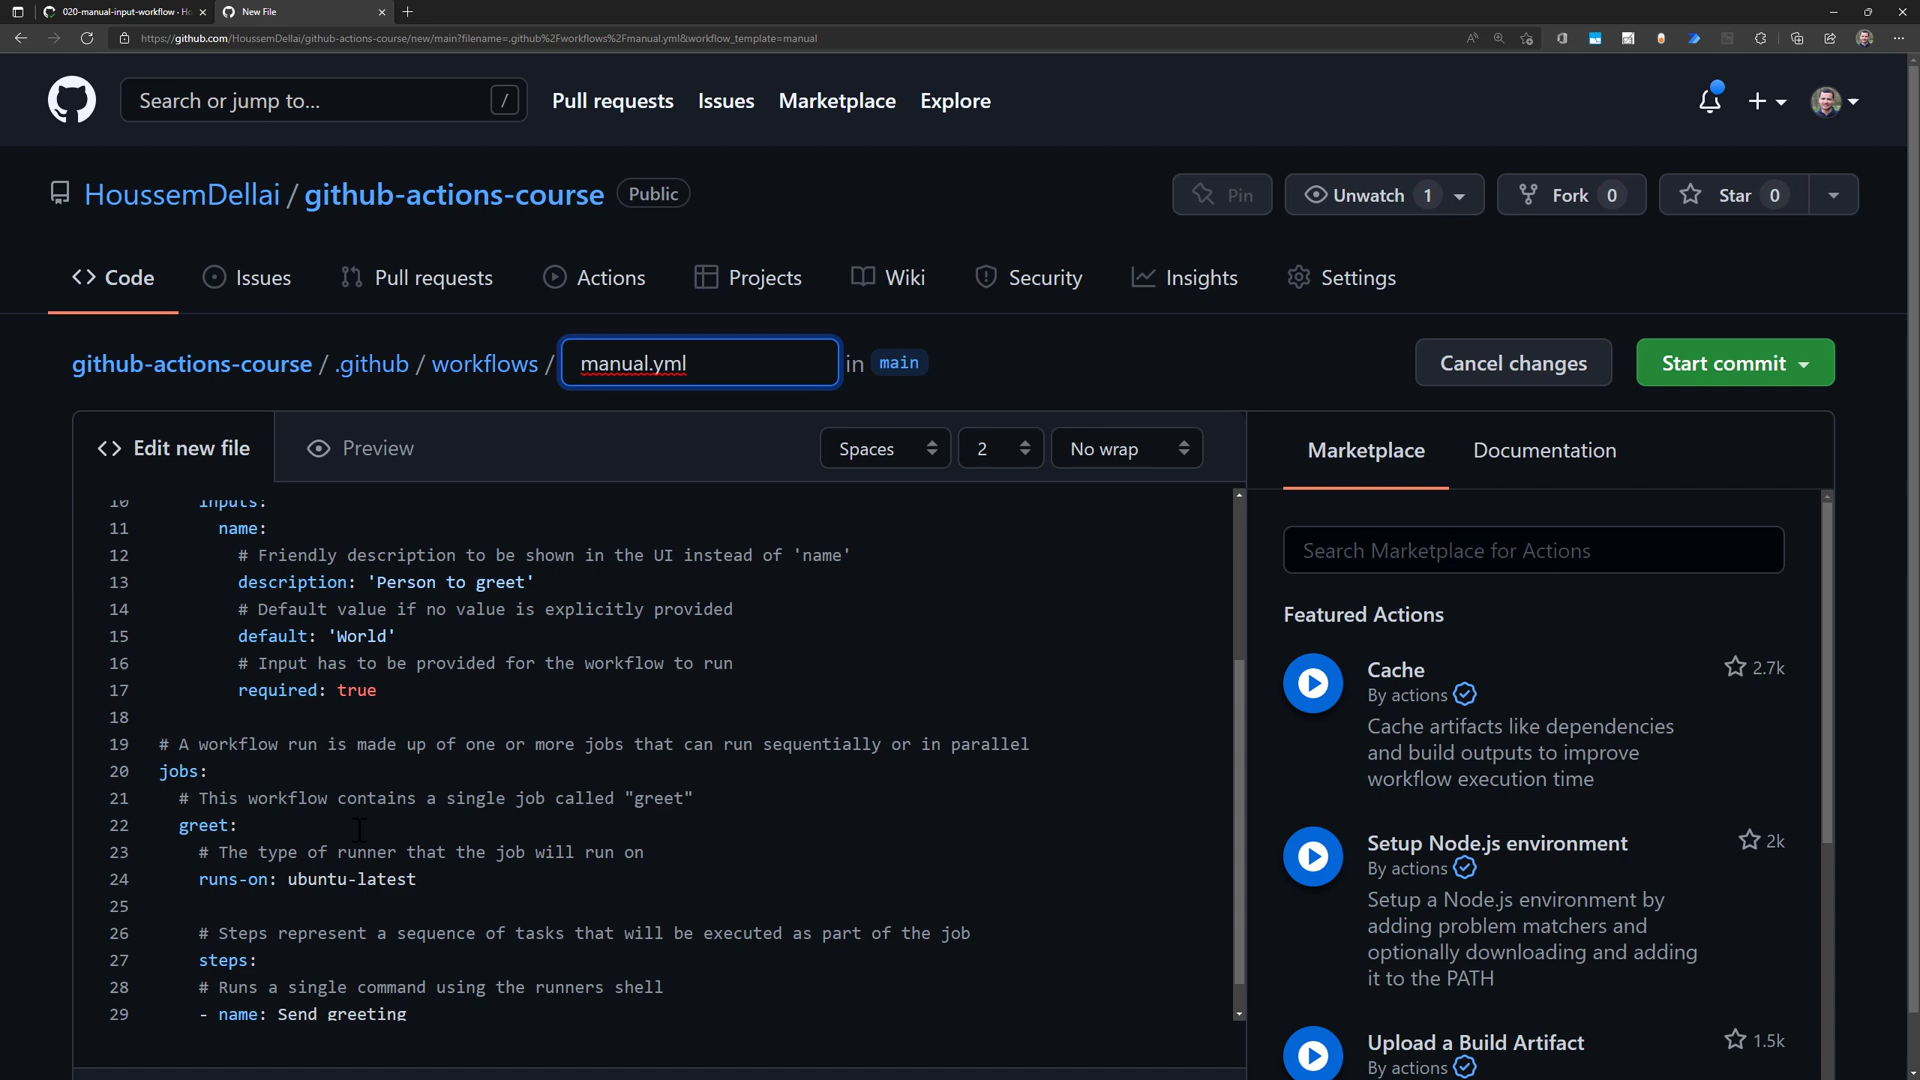 020-manual-input-workflow · Ho
New File
https://github.com/HoussemDellai/github-actions-course/new/main?filename=.github%2Fworkflows%2Fmanual.yml&workflow_template=manual
Search or jump to...
/
Pull requests
Issues
Marketplace
Explore
HoussemDellai / github-actions-course
Public
Pin
Unwatch 1
Fork 0
Star 0
Code
Issues
Pull requests
Actions
Projects
Wiki
Security
Insights
Settings
github-actions-course / .github / workflows / manual.yml in main
Cancel changes
Start commit
Edit new file
Preview
Spaces
2
No wrap
10 inputs:
11 name:
12 # Friendly description to be shown in the UI instead of 'name'
13 description: 'Person to greet'
14 # Default value if no value is explicitly provided
15 default: 'World'
16 # Input has to be provided for the workflow to run
17 required: true
18
19 # A workflow run is made up of one or more jobs that can run sequentially or in parallel
20 jobs:
21 # This workflow contains a single job called "greet"
22 greet:
23 # The type of runner that the job will run on
24 runs-on: ubuntu-latest
25
26 # Steps represent a sequence of tasks that will be executed as part of the job
27 steps:
28 # Runs a single command using the runners shell
29 - name: Send greeting
Marketplace
Documentation
Search Marketplace for Actions
Featured Actions
Cache
2.7k
By actions
Cache artifacts like dependencies
and build outputs to improve
workflow execution time
Setup Node.js environment
2k
By actions
Setup a Node.js environment by
adding problem matchers and
optionally downloading and adding
it to the PATH
Upload a Build Artifact
1.5k
By actions